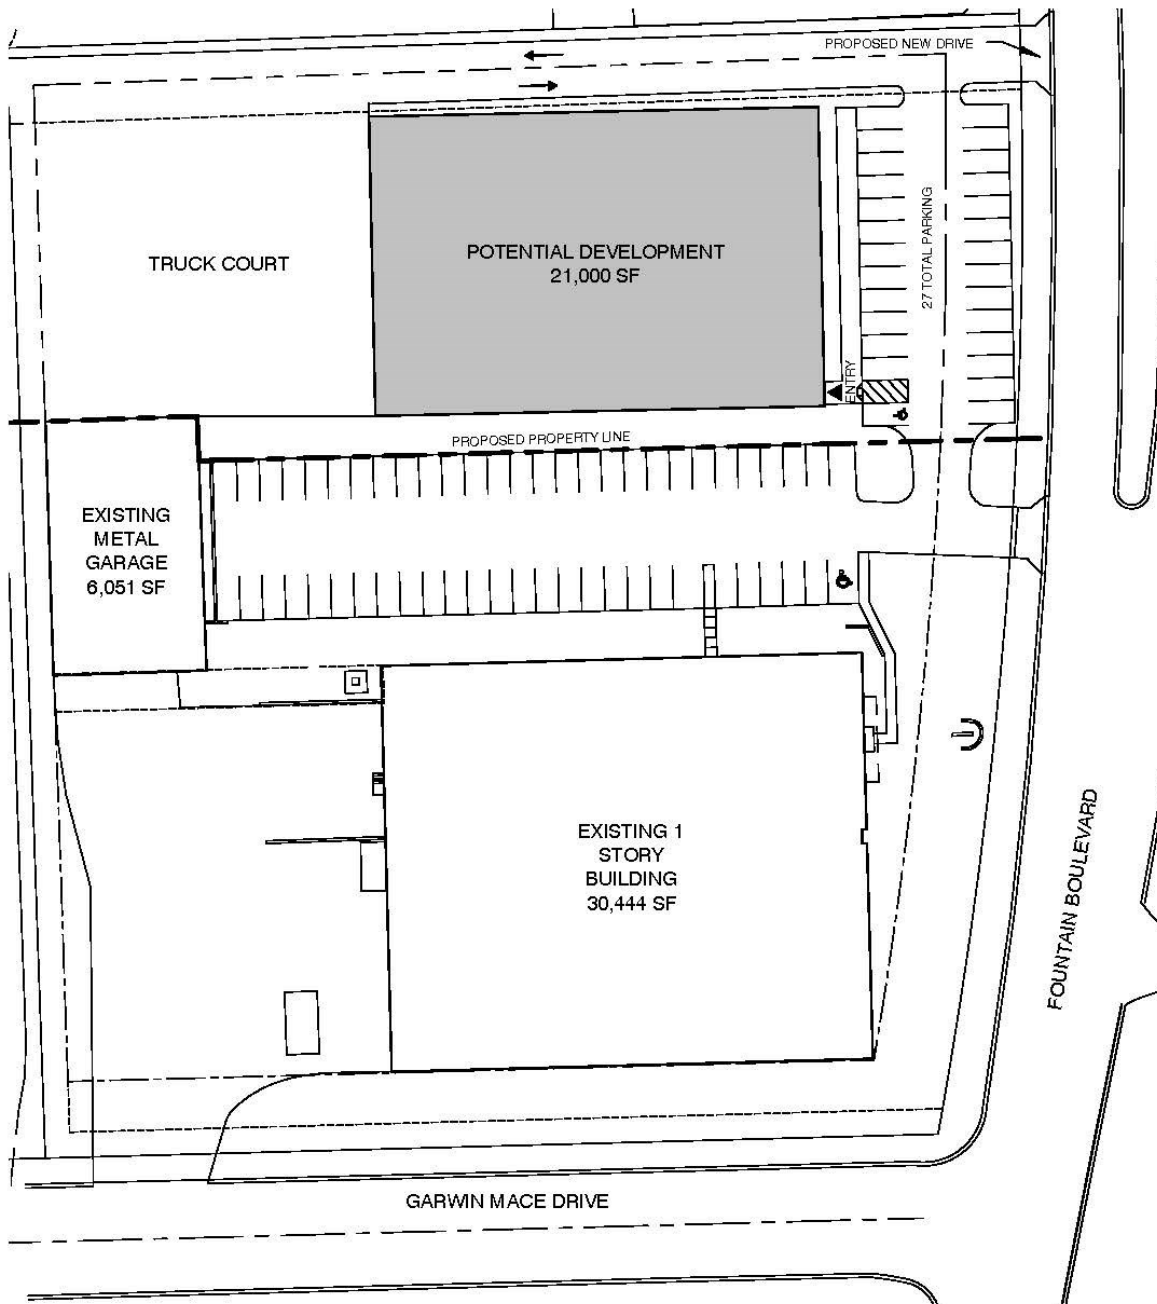 PROPOSED NEW DRIVE
TRUCK COURT
POTENTIAL DEVELOPMENT
21,000 SF
27 TOTAL PARKING
ENTRY
PROPOSED PROPERTY LINE
EXISTING
METAL
GARAGE
6,051 SF
EXISTING 1
STORY
BUILDING
30,444 SF
FOUNTAIN BOULEVARD
GARWIN MACE DRIVE